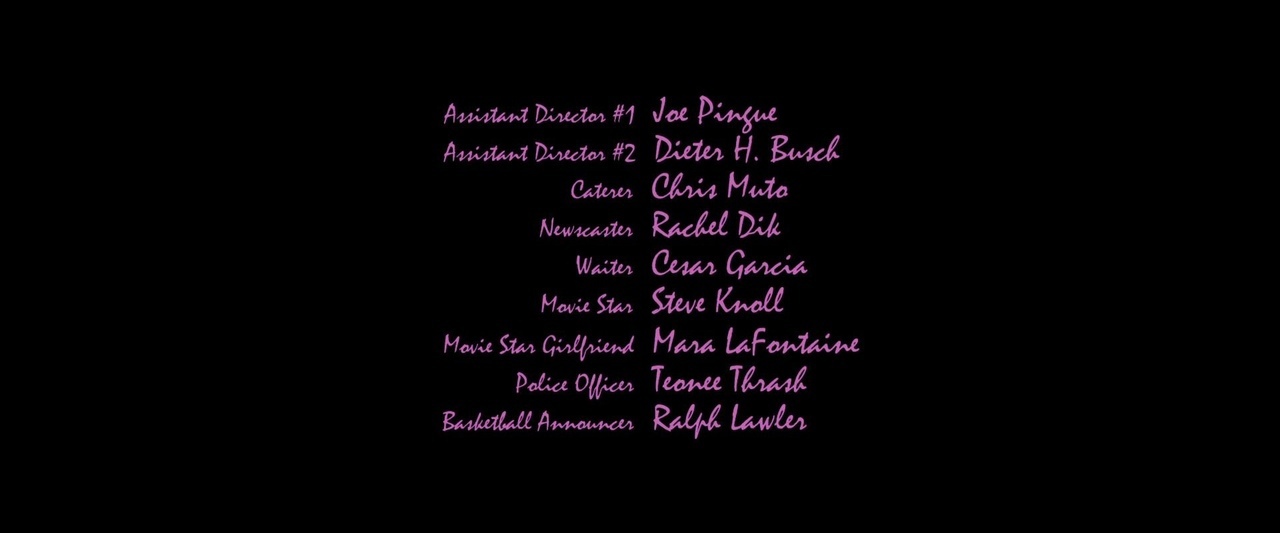 Assistant Director #1 Joe Pingue
Assistant Director #2 Dieter H. Busch
Caterer Chris Muto
Newscaster Rachel Dik
Waiter Cesar Garcia
Movie Star Steve Knoll
Movie Star Girlfriend Mara LaFontaine
Police Officer Teonee Thrash
Basketball Announcer Ralph Lawler